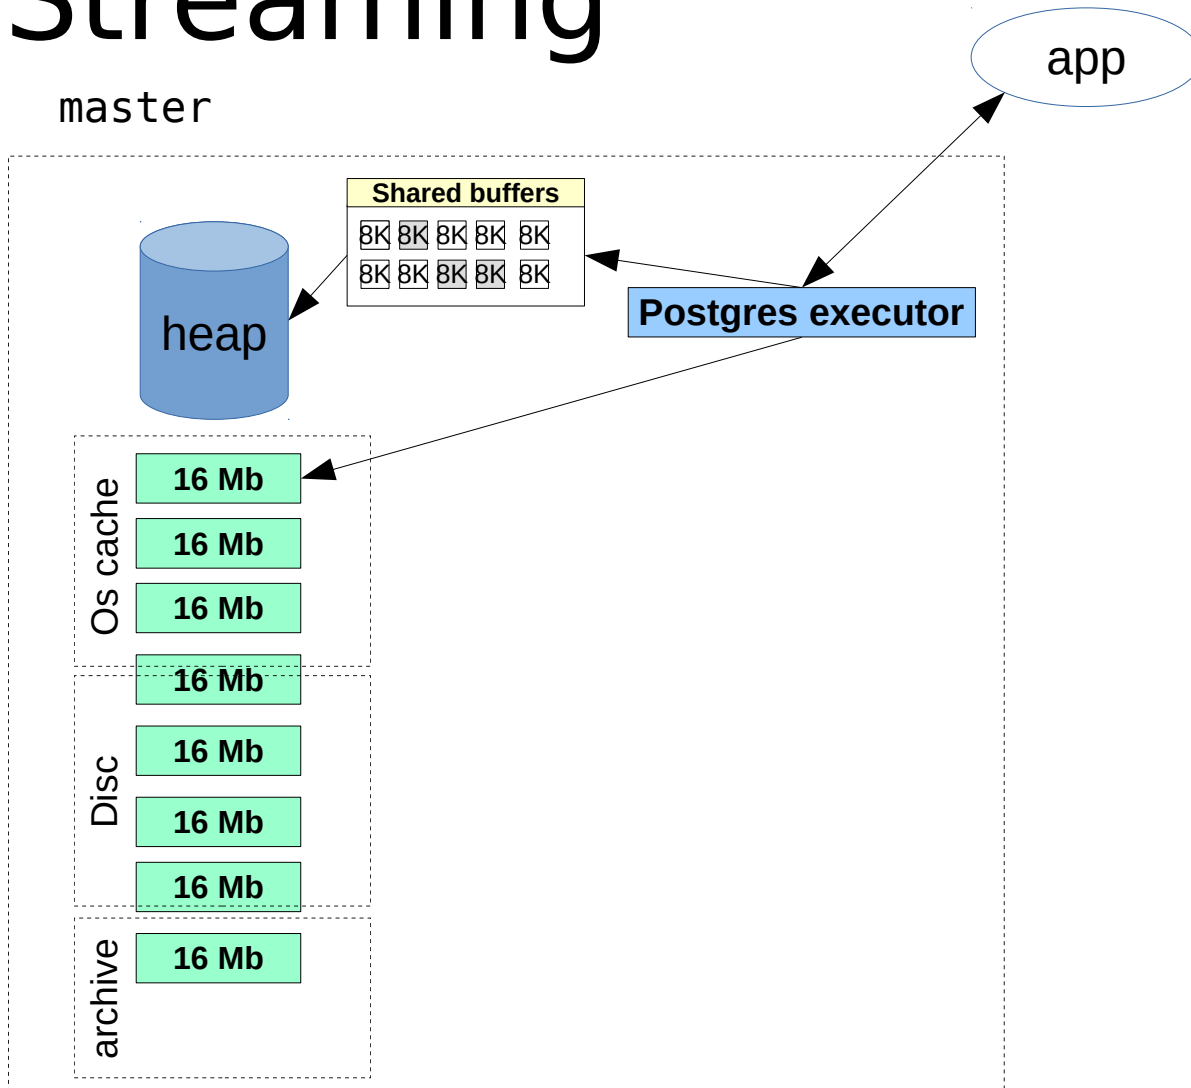 Streaming
app
master
Shared buffers
8K 8K 8K 8K 8K
8K 8K 8K 8K 8K
Postgres executor
heap
Os cache
16 Mb
16 Mb
16 Mb
16 Mb
Disc
16 Mb
16 Mb
16 Mb
archive
16 Mb